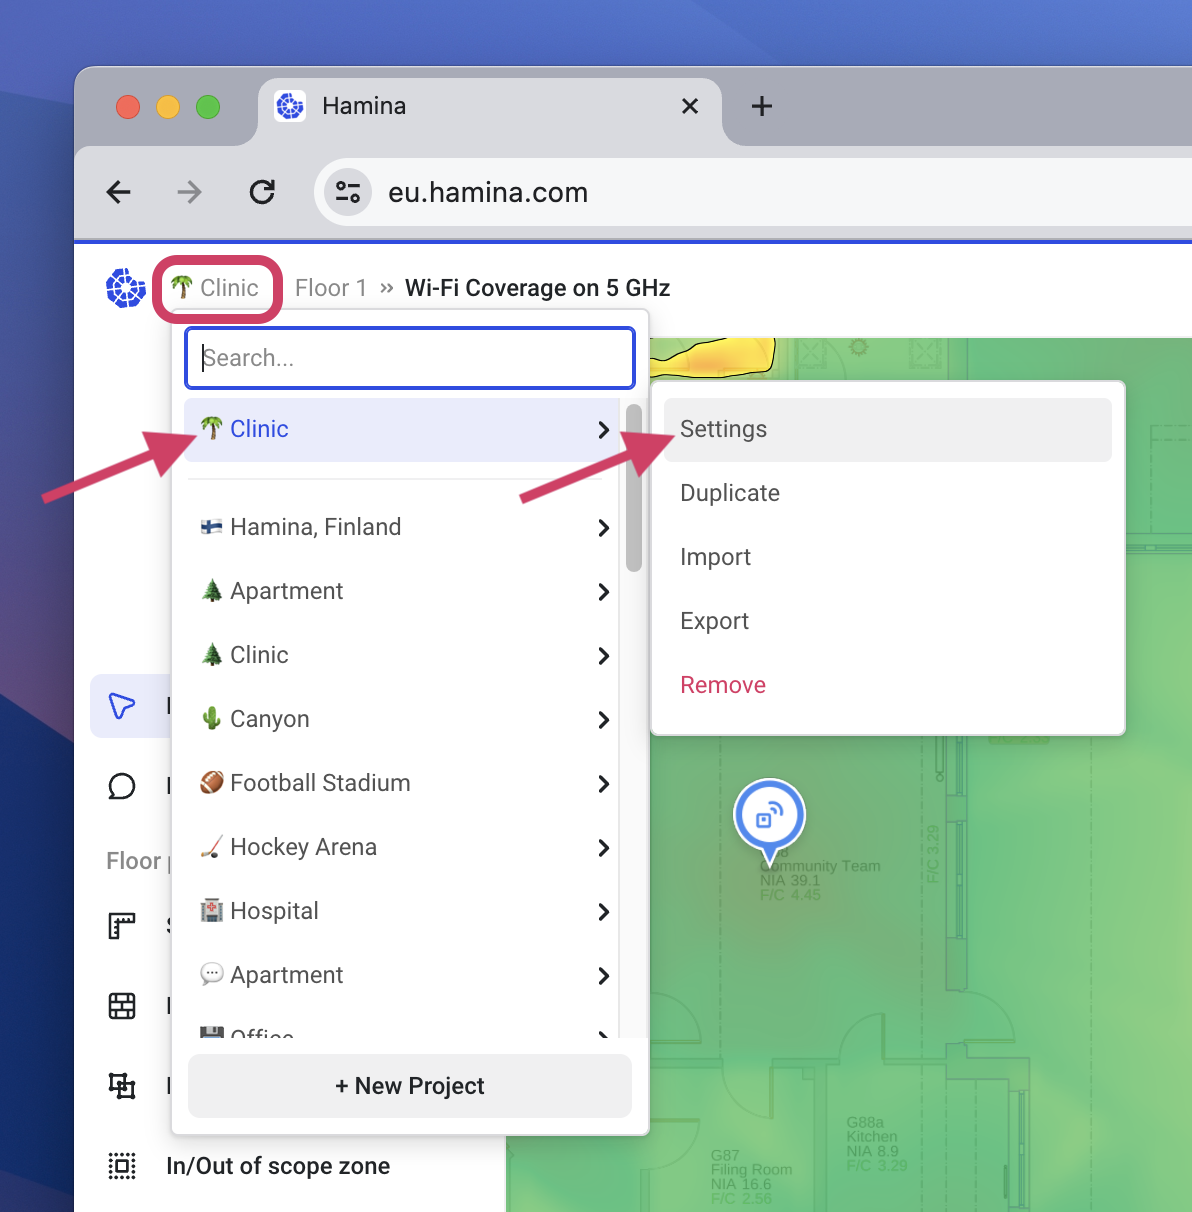 Hamina
eu.hamina.com
Clinic Floor 1 » Wi-Fi Coverage on 5 GHz
Search...
Clinic
Settings
Duplicate
Import
Export
Remove
Hamina, Finland
Apartment
Clinic
Canyon
Football Stadium
Hockey Arena
Hospital
Apartment
Office
+ New Project
Floor
In/Out of scope zone
Community Team
NIA 39.1
F/C 4.45
F/C 3.29
G88a
Kitchen
NIA 8.9
F/C 3.29
G87
Filing Room
NIA 16.6
F/C 2.56